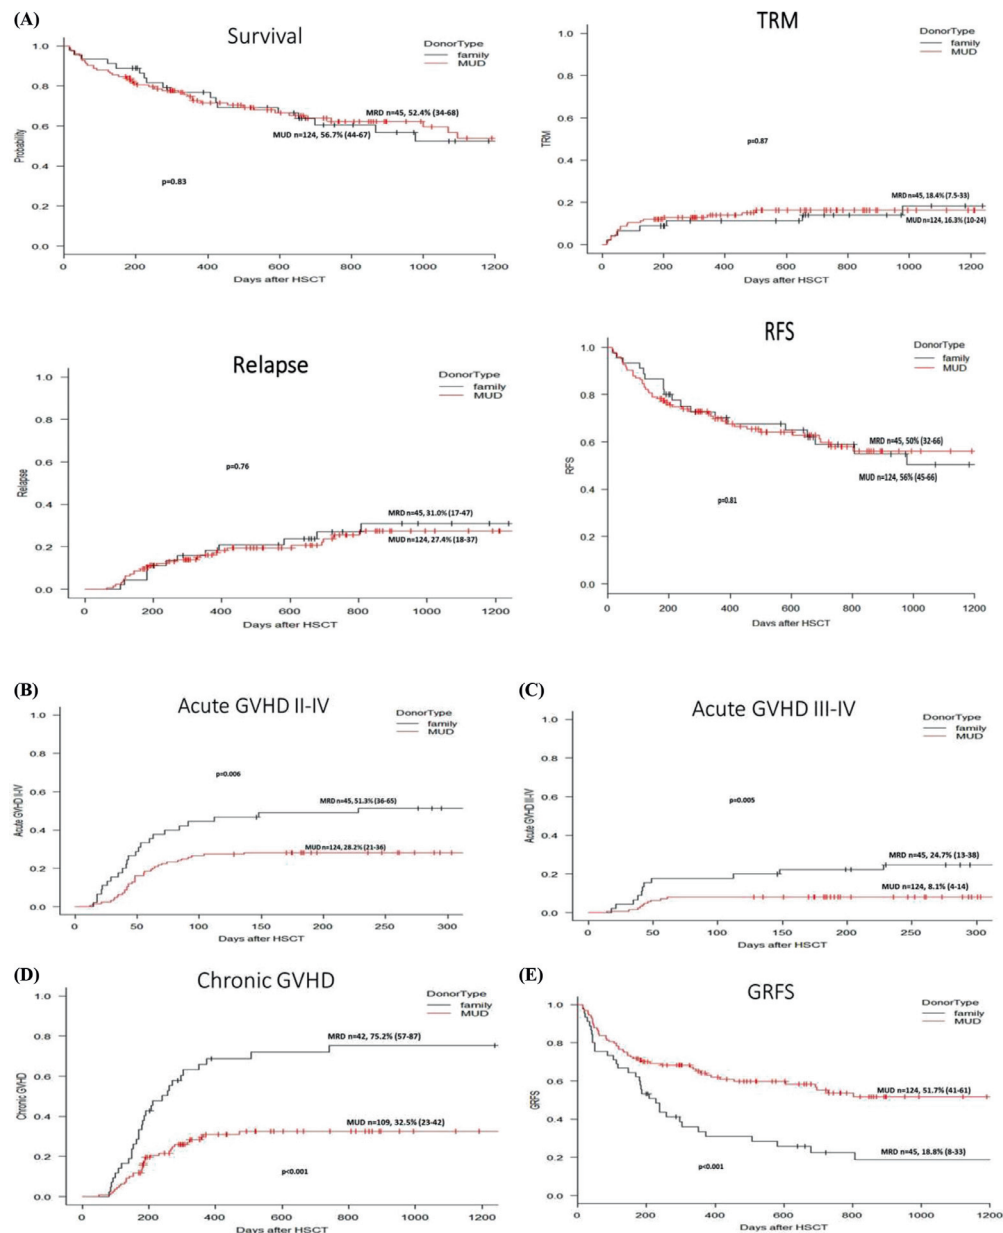 (A)
Survival
DonorType
family
MUD
1.0
0.8
0.6
0.4
0.2
0.0
Probability
MRD n=45, 52.4% (34-68)
MUD n=124, 56.7% (44-67)
p=0.83
0 200 400 600 800 1000 1200
Days after HSCT
TRM
DonorType
family
MUD
1.0
0.8
0.6
0.4
0.2
0.0
TRM
p=0.87
MRD n=45, 18.4% (7.5-33)
MUD n=124, 16.3% (10-24)
0 200 400 600 800 1000 1200
Days after HSCT
Relapse
DonorType
family
MUD
1.0
0.8
0.6
0.4
0.2
0.0
Relapse
p=0.76
MRD n=45, 31.0% (17-47)
MUD n=124, 27.4% (18-37)
0 200 400 600 800 1000 1200
Days after HSCT
RFS
DonorType
family
MUD
1.0
0.8
0.6
0.4
0.2
0.0
RFS
MRD n=45, 50% (32-66)
MUD n=124, 56% (45-66)
p=0.81
0 200 400 600 800 1000 1200
Days after HSCT
(B)
Acute GVHD II-IV
DonorType
family
MUD
1.0
0.8
0.6
0.4
0.2
0.0
Acute GVHD II-IV
p=0.006
MRD n=45, 51.3% (36-65)
MUD n=124, 28.2% (21-36)
0 50 100 150 200 250 300
Days after HSCT
(C)
Acute GVHD III-IV
DonorType
family
MUD
1.0
0.8
0.6
0.4
0.2
0.0
Acute GVHD III-IV
p=0.005
MRD n=45, 24.7% (13-38)
MUD n=124, 8.1% (4-14)
0 50 100 150 200 250 300
Days after HSCT
(D)
Chronic GVHD
DonorType
family
MUD
1.0
0.8
0.6
0.4
0.2
0.0
Chronic GVHD
MRD n=42, 75.2% (57-87)
MUD n=109, 32.5% (23-42)
p<0.001
0 200 400 600 800 1000 1200
Days after HSCT
(E)
GRFS
DonorType
family
MUD
1.0
0.8
0.6
0.4
0.2
0.0
GRFS
MUD n=124, 51.7% (41-61)
MRD n=45, 18.8% (8-33)
p<0.001
0 200 400 600 800 1000 1200
Days after HSCT